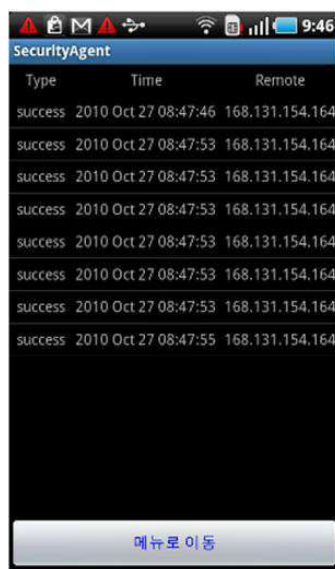 9:46
SecurityAgent
Type Time Remote
success 2010 Oct 27 08:47:46 168.131.154.164
success 2010 Oct 27 08:47:53 168.131.154.164
success 2010 Oct 27 08:47:53 168.131.154.164
success 2010 Oct 27 08:47:53 168.131.154.164
success 2010 Oct 27 08:47:53 168.131.154.164
success 2010 Oct 27 08:47:53 168.131.154.164
success 2010 Oct 27 08:47:53 168.131.154.164
success 2010 Oct 27 08:47:55 168.131.154.164
메뉴로 이동